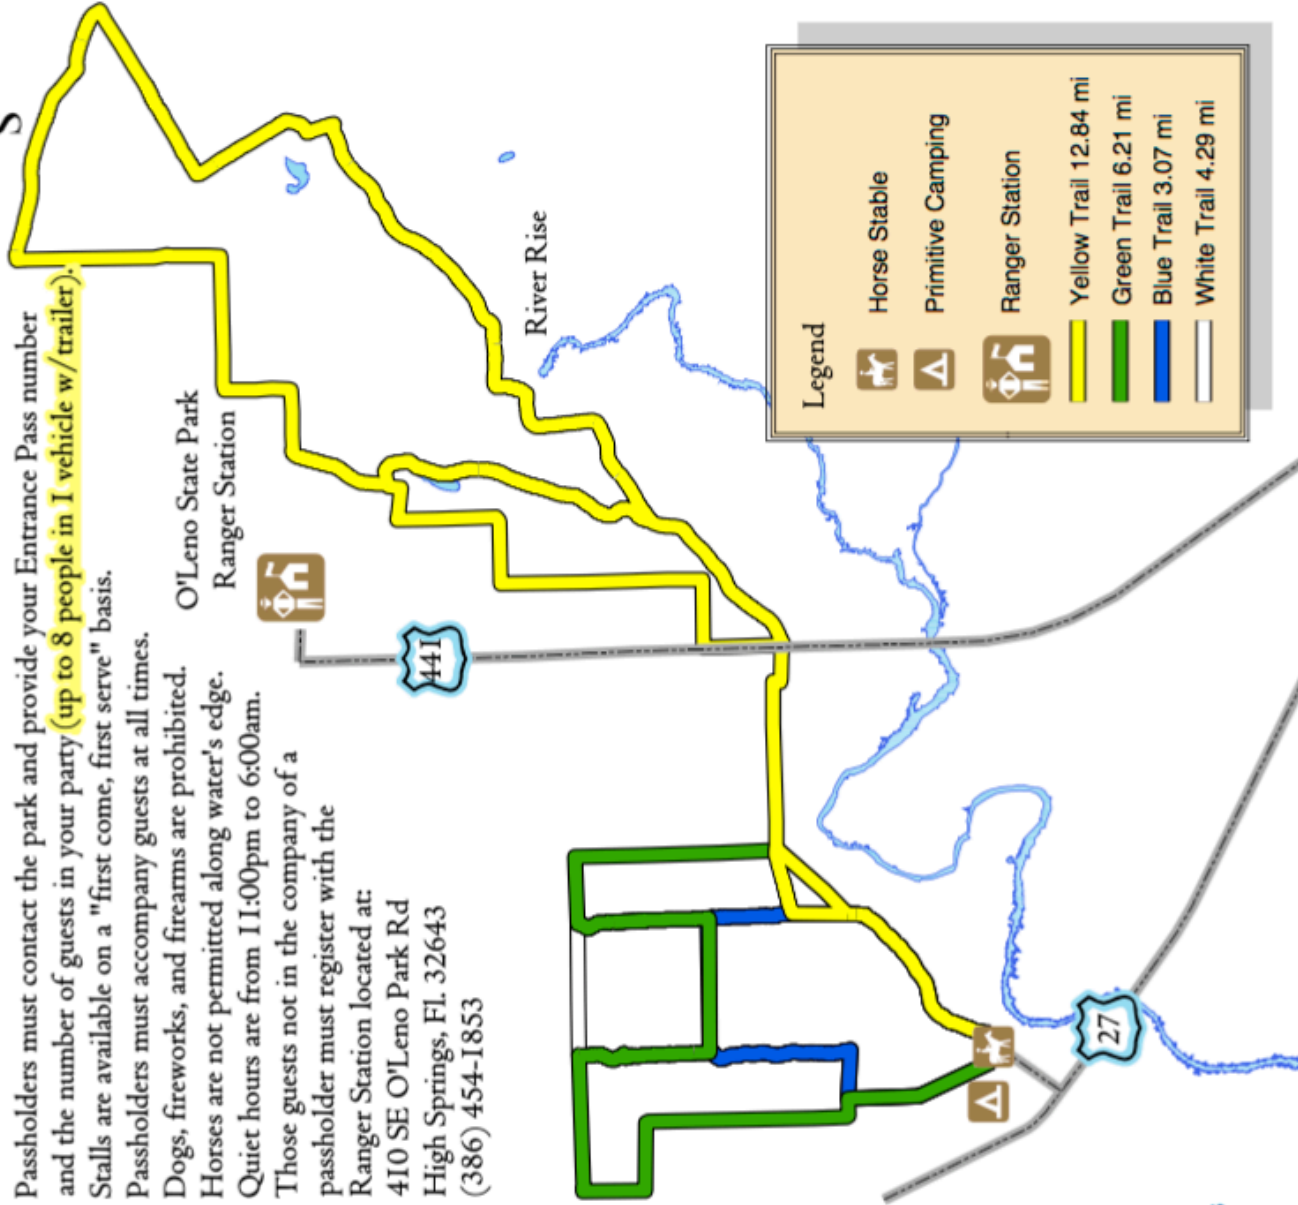 S
Passholders must contact the park and provide your Entrance Pass number
and the number of guests in your party (up to 8 people in 1 vehicle w/trailer).
Stalls are available on a "first come, first serve" basis.
Passholders must accompany guests at all times.
Dogs, fireworks, and firearms are prohibited.
Horses are not permitted along water's edge.
Quiet hours are from 11:00pm to 6:00am.
Those guests not in the company of a
passholder must register with the
Ranger Station located at:
410 SE O'Leno Park Rd
High Springs, Fl. 32643
(386) 454-1853
O'Leno State Park
Ranger Station
441
River Rise
27
Legend
Horse Stable
Primitive Camping
Ranger Station
Yellow Trail 12.84 mi
Green Trail 6.21 mi
Blue Trail 3.07 mi
White Trail 4.29 mi